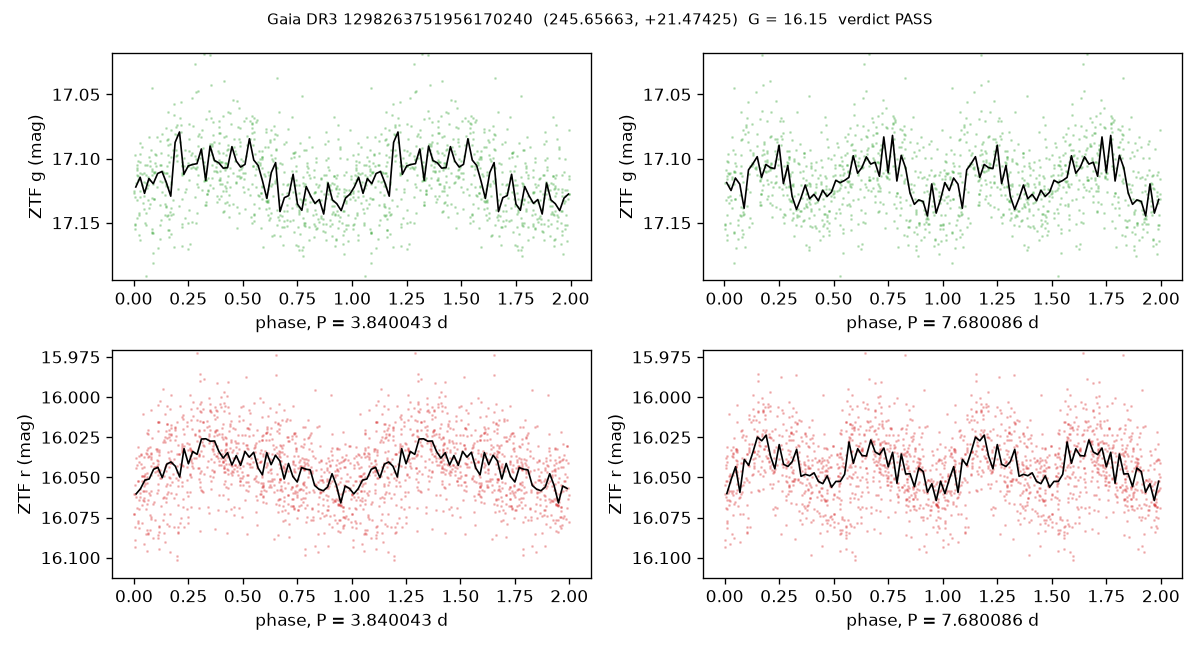 Gaia DR3 1298263751956170240 (245.65663, +21.47425) G = 16.15 verdict PASS
ZTF g (mag)
17.05
17.10
17.15
0.00 0.25 0.50 0.75 1.00 1.25 1.50 1.75 2.00
phase, P = 3.840043 d
ZTF g (mag)
17.05
17.10
17.15
0.00 0.25 0.50 0.75 1.00 1.25 1.50 1.75 2.00
phase, P = 7.680086 d
ZTF r (mag)
15.975
16.000
16.025
16.050
16.075
16.100
0.00 0.25 0.50 0.75 1.00 1.25 1.50 1.75 2.00
phase, P = 3.840043 d
ZTF r (mag)
15.975
16.000
16.025
16.050
16.075
16.100
0.00 0.25 0.50 0.75 1.00 1.25 1.50 1.75 2.00
phase, P = 7.680086 d